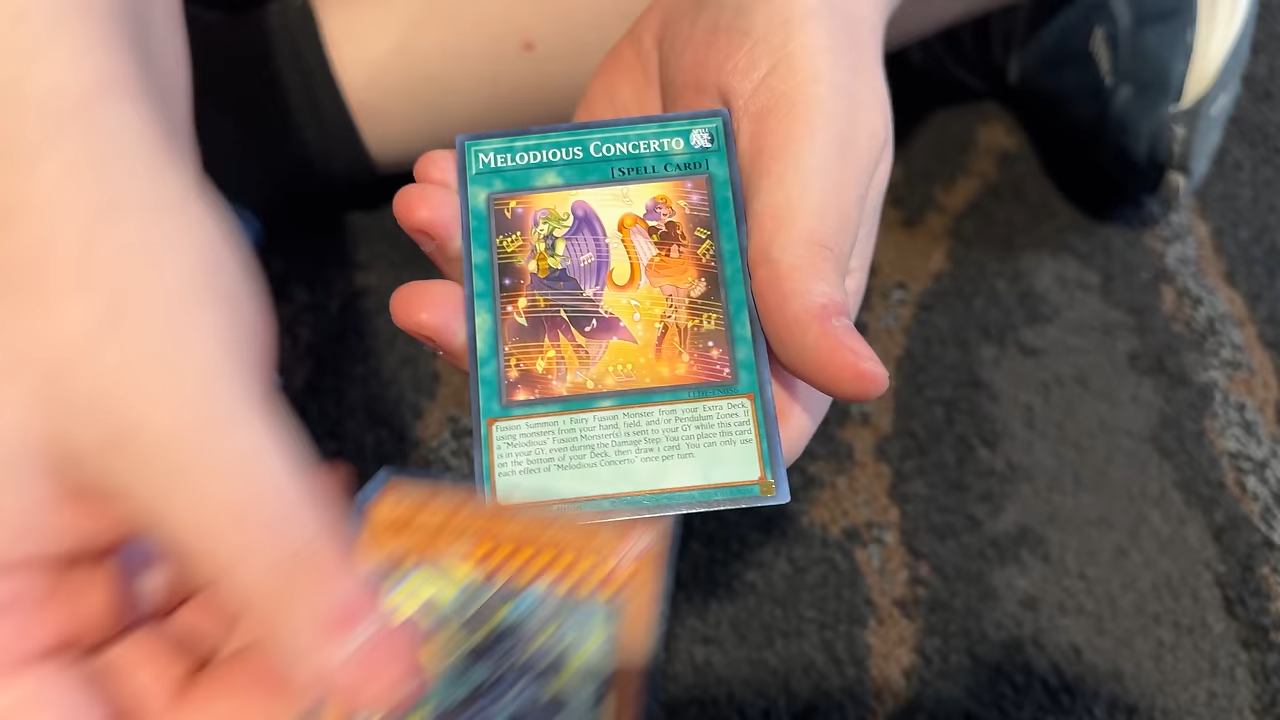 MELODIOUS CONCERTO
SPELL
魔
[SPELL CARD]
Fusion Summon 1 Fairy Fusion Monster from your Extra Deck,
using monsters from your hand, field, and/or Pendulum Zones. If
a "Melodious" Fusion Monster(s) is sent to your GY while this card
is in your GY, even during the Damage Step: You can place this card
on the bottom of your Deck, then draw 1 card. You can only use
each effect of "Melodious Concerto" once per turn.